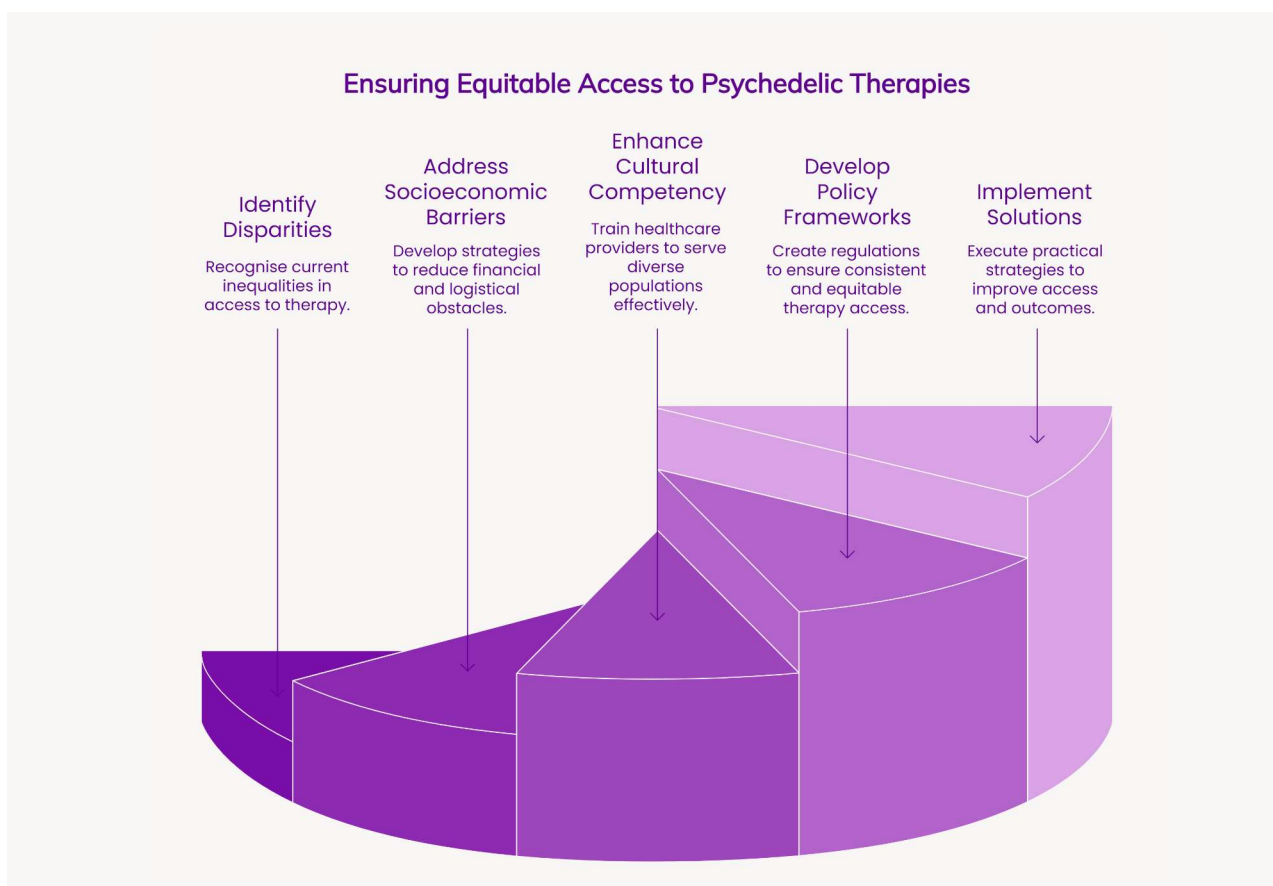 Ensuring Equitable Access to Psychedelic Therapies
Identify
Disparities
Recognise current
inequalities in
access to therapy.
Address
Socioeconomic
Barriers
Develop strategies
to reduce financial
and logistical
obstacles.
Enhance
Cultural
Competency
Train healthcare
providers to serve
diverse
populations
effectively.
Develop
Policy
Frameworks
Create regulations
to ensure consistent
and equitable
therapy access.
Implement
Solutions
Execute practical
strategies to
improve access
and outcomes.